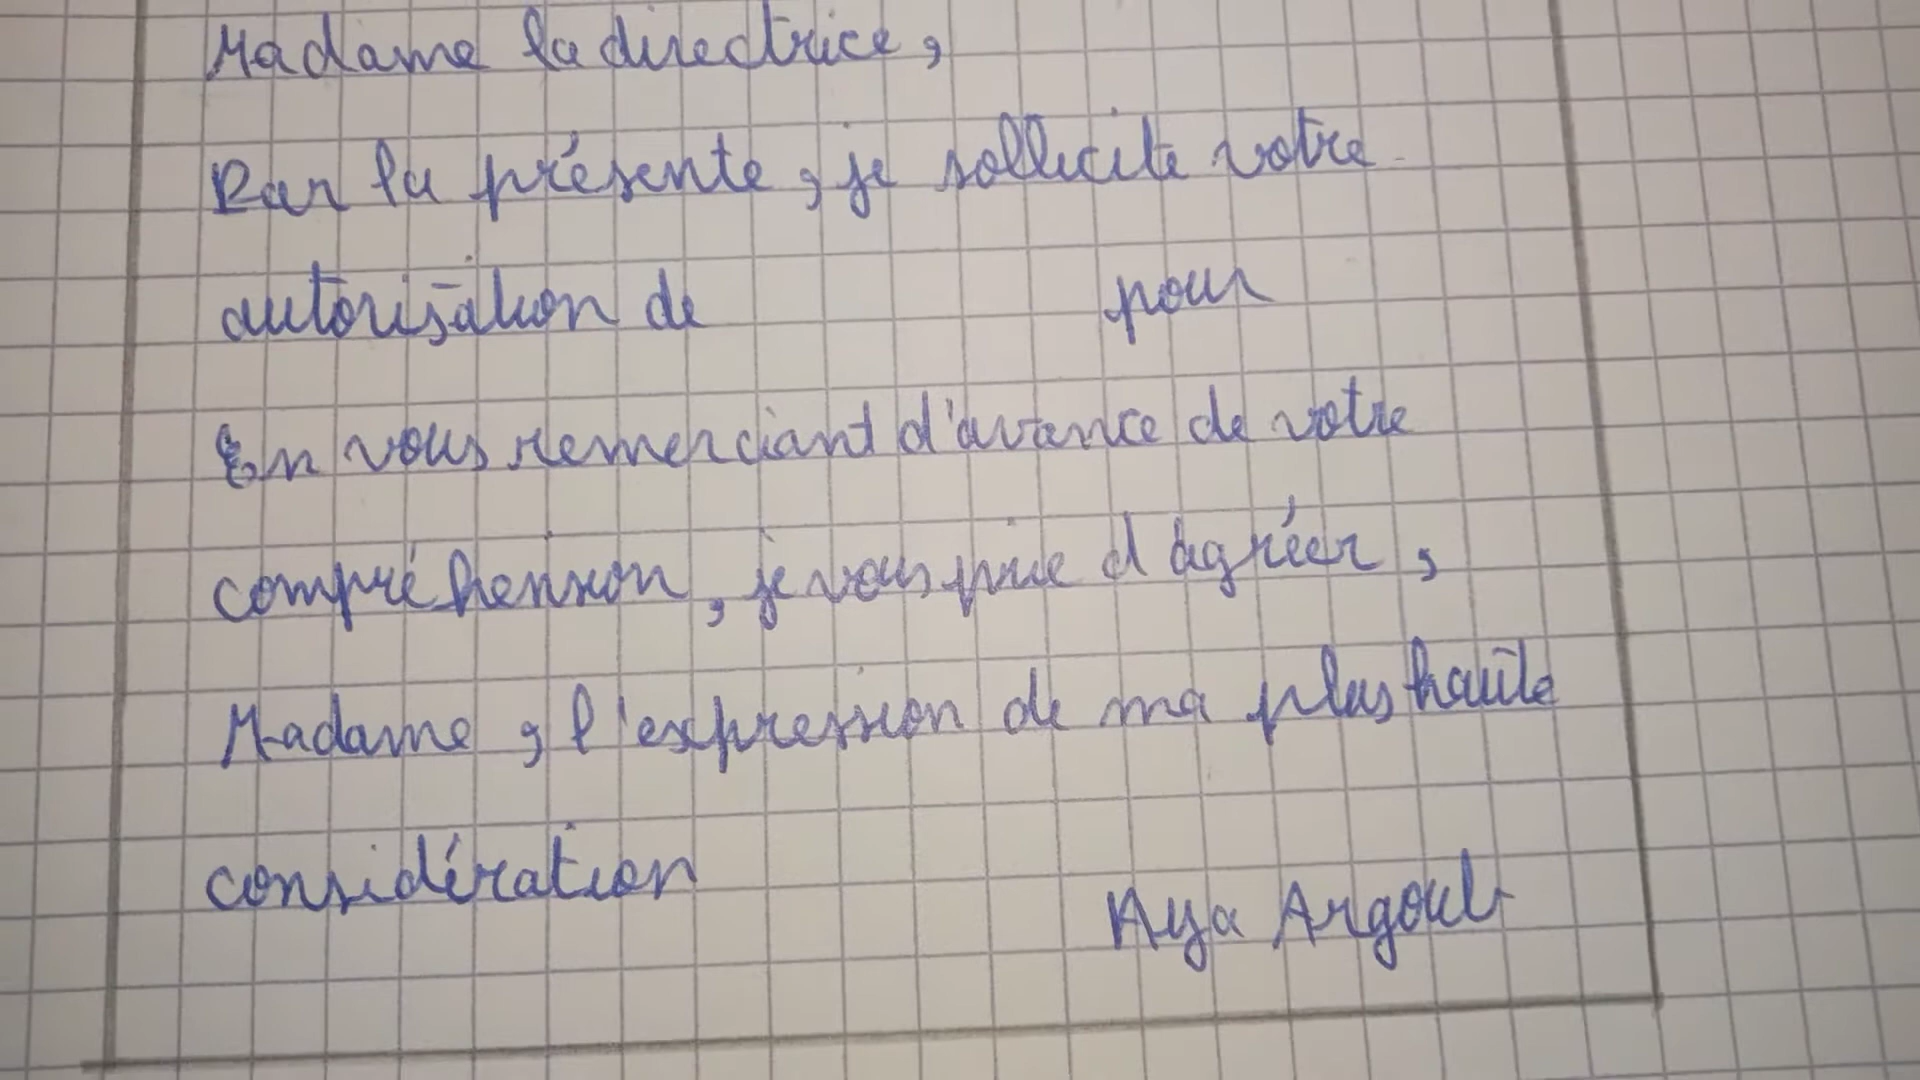 Madame la directrice,
Par la présente, je sollicite votre
autorisation de pour
En vous remerciant d'avance de votre
compréhension, je vous prie d'agréer,
Madame, l'expression de ma plus haute
considération
Aya Argoub